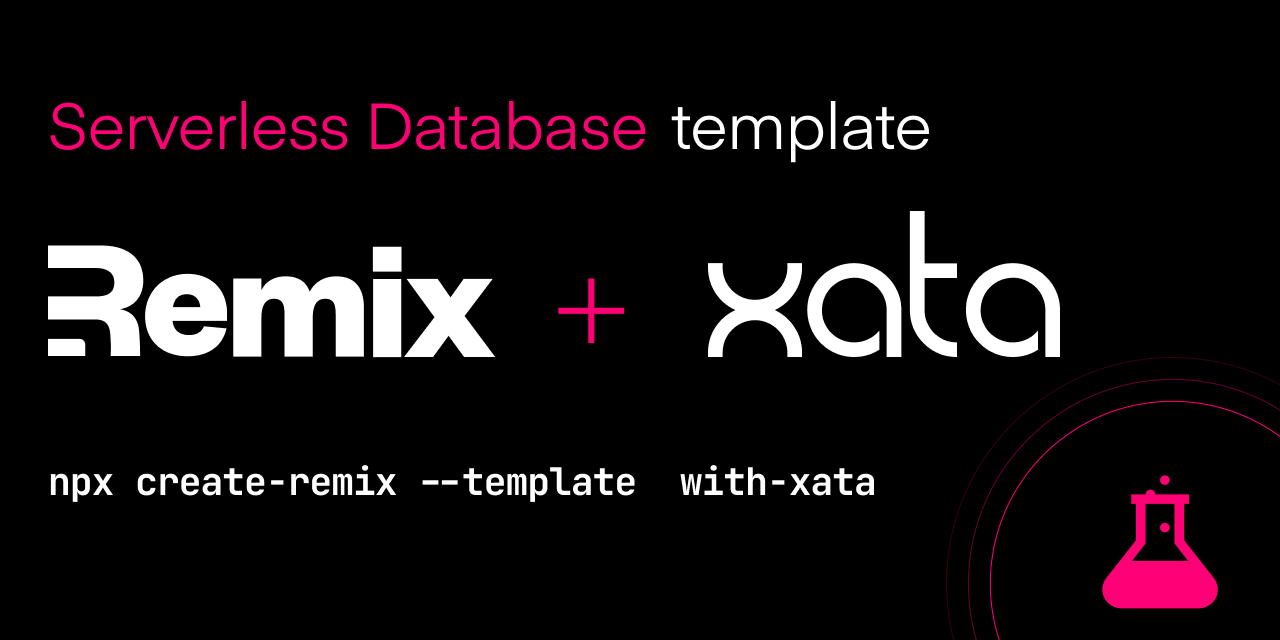 Serverless Database template
Remix + xata
npx create-remix --template with-xata